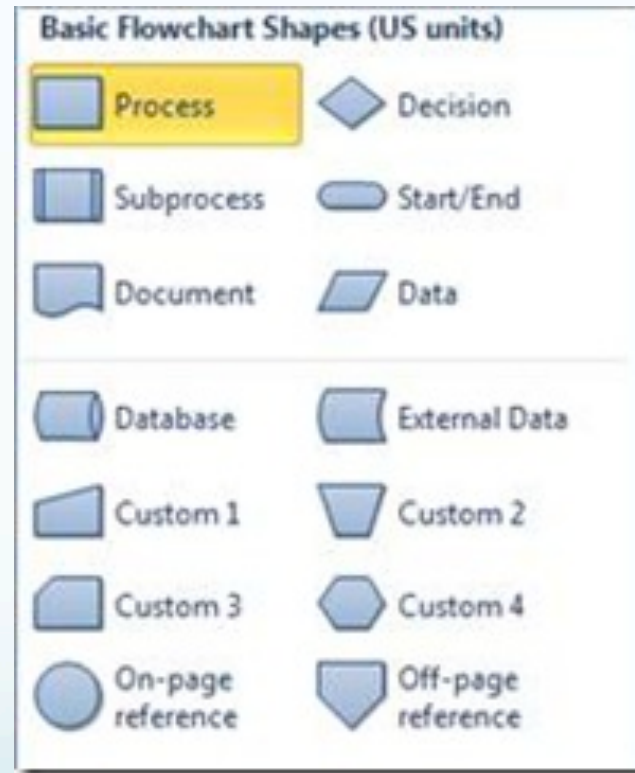 Basic Flowchart Shapes (US units)
Process
Decision
Subprocess
Start/End
Document
Data
Database
External Data
Custom 1
Custom 2
Custom 3
Custom 4
On-page
reference
Off-page
reference